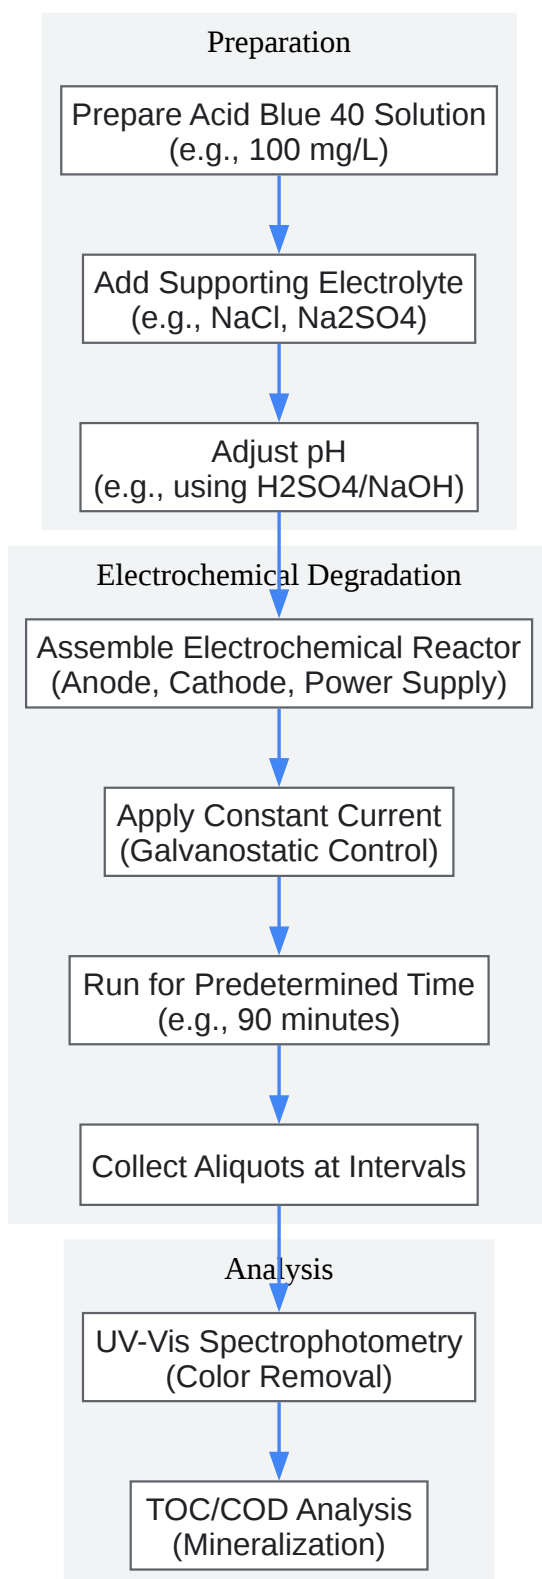 Preparation
Prepare Acid Blue 40 Solution
(e.g., 100 mg/L)
Add Supporting Electrolyte
(e.g., NaCl, Na2SO4)
Adjust pH
(e.g., using H2SO4/NaOH)
Electrochemical Degradation
Assemble Electrochemical Reactor
(Anode, Cathode, Power Supply)
Apply Constant Current
(Galvanostatic Control)
Run for Predetermined Time
(e.g., 90 minutes)
Collect Aliquots at Intervals
Analysis
UV-Vis Spectrophotometry
(Color Removal)
TOC/COD Analysis
(Mineralization)